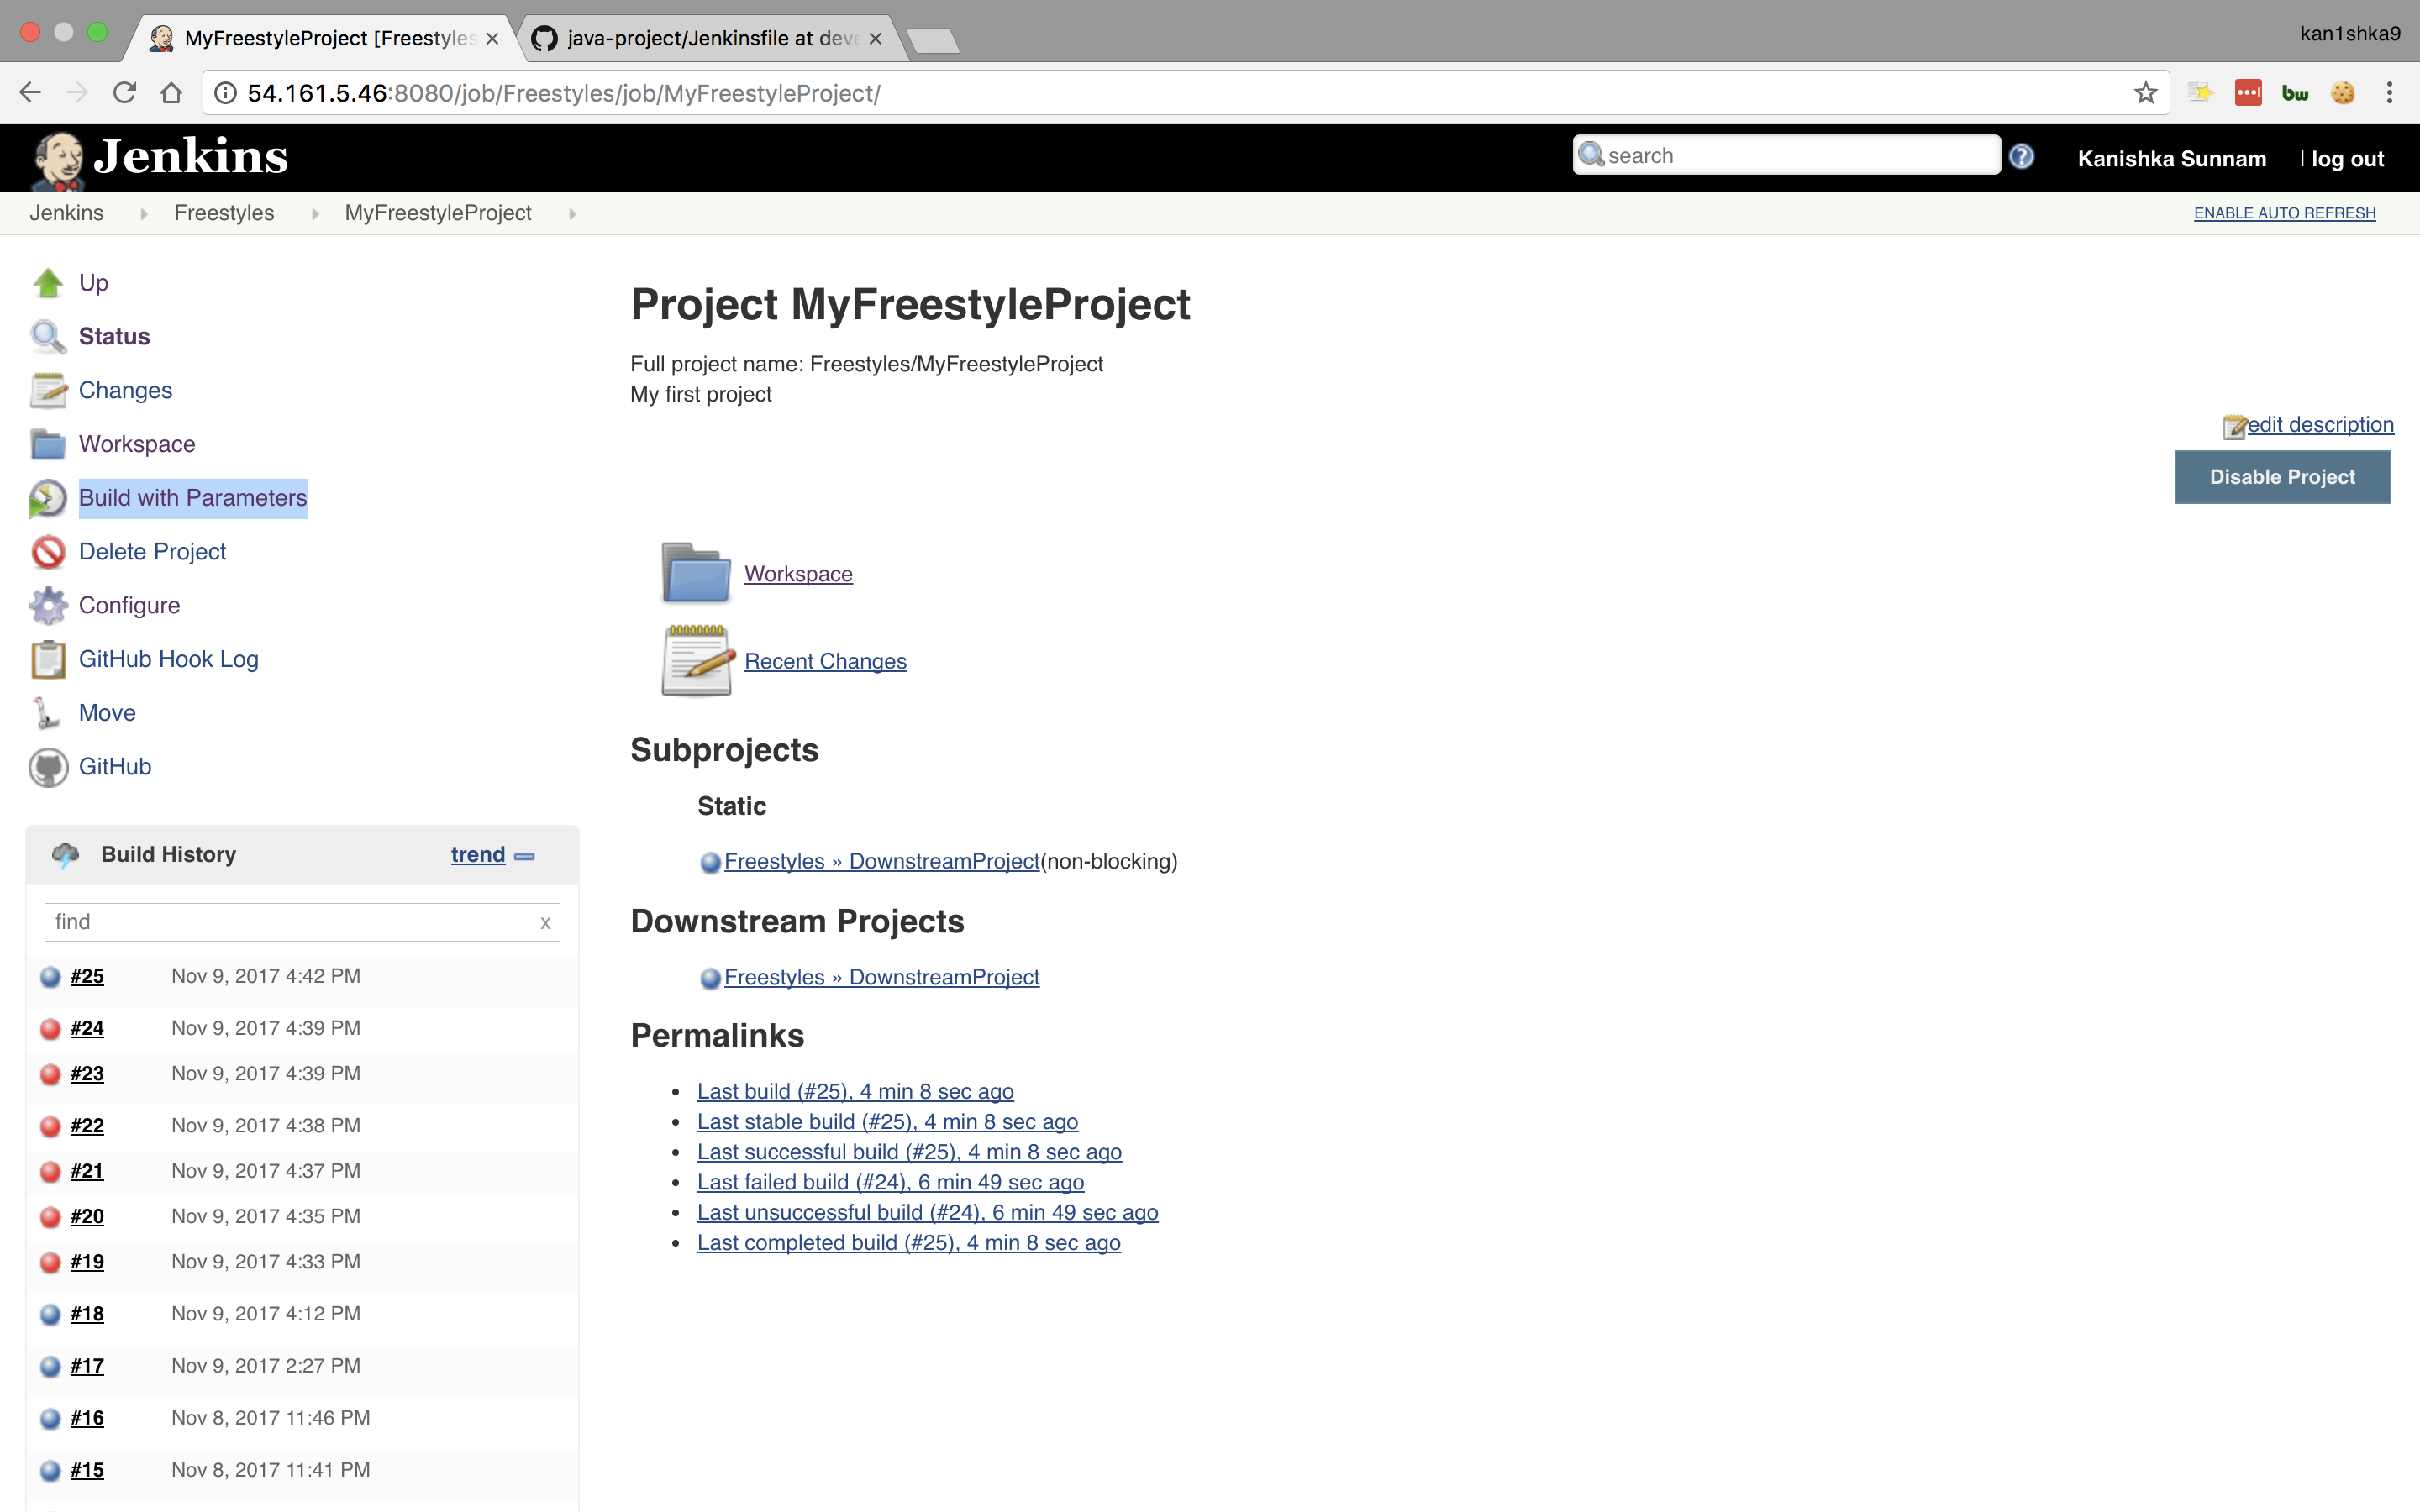 MyFreestyleProject [Freestyles
java-project/Jenkinsfile at deve
kan1shka9
54.161.5.46:8080/job/Freestyles/job/MyFreestyleProject/
bw
Jenkins
search
Kanishka Sunnam
| log out
Jenkins
Freestyles
MyFreestyleProject
ENABLE AUTO REFRESH
Up
Status
Changes
Workspace
Build with Parameters
Delete Project
Configure
GitHub Hook Log
Move
GitHub
Build History
trend
find
x
#25 Nov 9, 2017 4:42 PM
#24 Nov 9, 2017 4:39 PM
#23 Nov 9, 2017 4:39 PM
#22 Nov 9, 2017 4:38 PM
#21 Nov 9, 2017 4:37 PM
#20 Nov 9, 2017 4:35 PM
#19 Nov 9, 2017 4:33 PM
#18 Nov 9, 2017 4:12 PM
#17 Nov 9, 2017 2:27 PM
#16 Nov 8, 2017 11:46 PM
#15 Nov 8, 2017 11:41 PM
Project MyFreestyleProject
Full project name: Freestyles/MyFreestyleProject
My first project
edit description
Disable Project
Workspace
Recent Changes
Subprojects
Static
Freestyles » DownstreamProject(non-blocking)
Downstream Projects
Freestyles » DownstreamProject
Permalinks
Last build (#25), 4 min 8 sec ago
Last stable build (#25), 4 min 8 sec ago
Last successful build (#25), 4 min 8 sec ago
Last failed build (#24), 6 min 49 sec ago
Last unsuccessful build (#24), 6 min 49 sec ago
Last completed build (#25), 4 min 8 sec ago